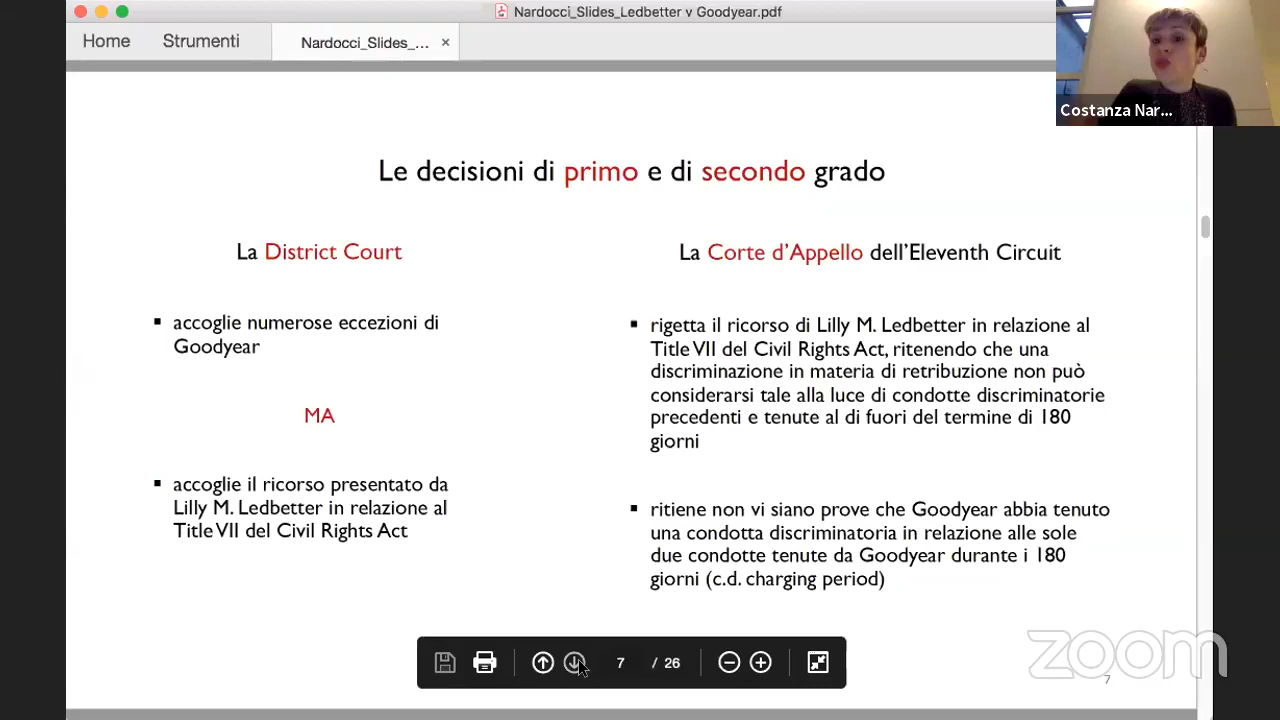 Nardocci_Slides_Ledbetter v Goodyear.pdf
Home Strumenti Nardocci_Slides_... ×
Costanza Nar...
Le decisioni di primo e di secondo grado
La District Court
▪ accoglie numerose eccezioni di
Goodyear
MA
▪ accoglie il ricorso presentato da
Lilly M. Ledbetter in relazione al
Title VII del Civil Rights Act
La Corte d'Appello dell'Eleventh Circuit
▪ rigetta il ricorso di Lilly M. Ledbetter in relazione al
Title VII del Civil Rights Act, ritenendo che una
discriminazione in materia di retribuzione non può
considerarsi tale alla luce di condotte discriminatorie
precedenti e tenute al di fuori del termine di 180
giorni
▪ ritiene non vi siano prove che Goodyear abbia tenuto
una condotta discriminatoria in relazione alle sole
due condotte tenute da Goodyear durante i 180
giorni (c.d. charging period)
7 / 26
zoom
7